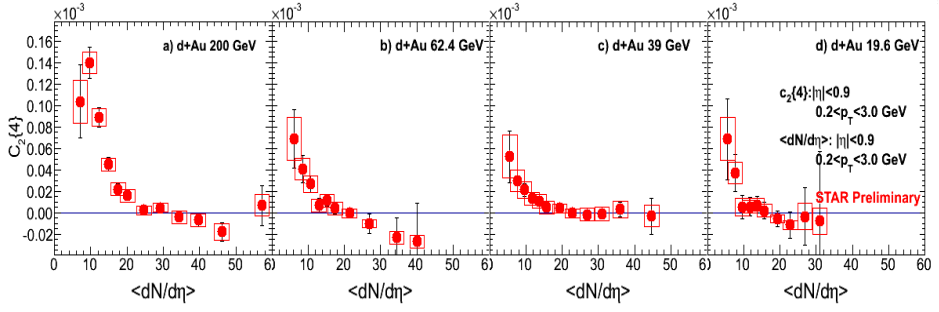 ×10⁻³ ×10⁻³ ×10⁻³ ×10⁻³
a) d+Au 200 GeV
b) d+Au 62.4 GeV
c) d+Au 39 GeV
d) d+Au 19.6 GeV
C₂{4}
0.16
0.14
0.12
0.10
0.08
0.06
0.04
0.02
0.00
-0.02
c₂{4}:|η|<0.9
0.2<p_T<3.0 GeV
<dN/dη>: |η|<0.9
0.2<p_T<3.0 GeV
STAR Preliminary
0 10 20 30 40 50 60 10 20 30 40 50 60 10 20 30 40 50 60 10 20 30 40 50 60
<dN/dη> <dN/dη> <dN/dη> <dN/dη>